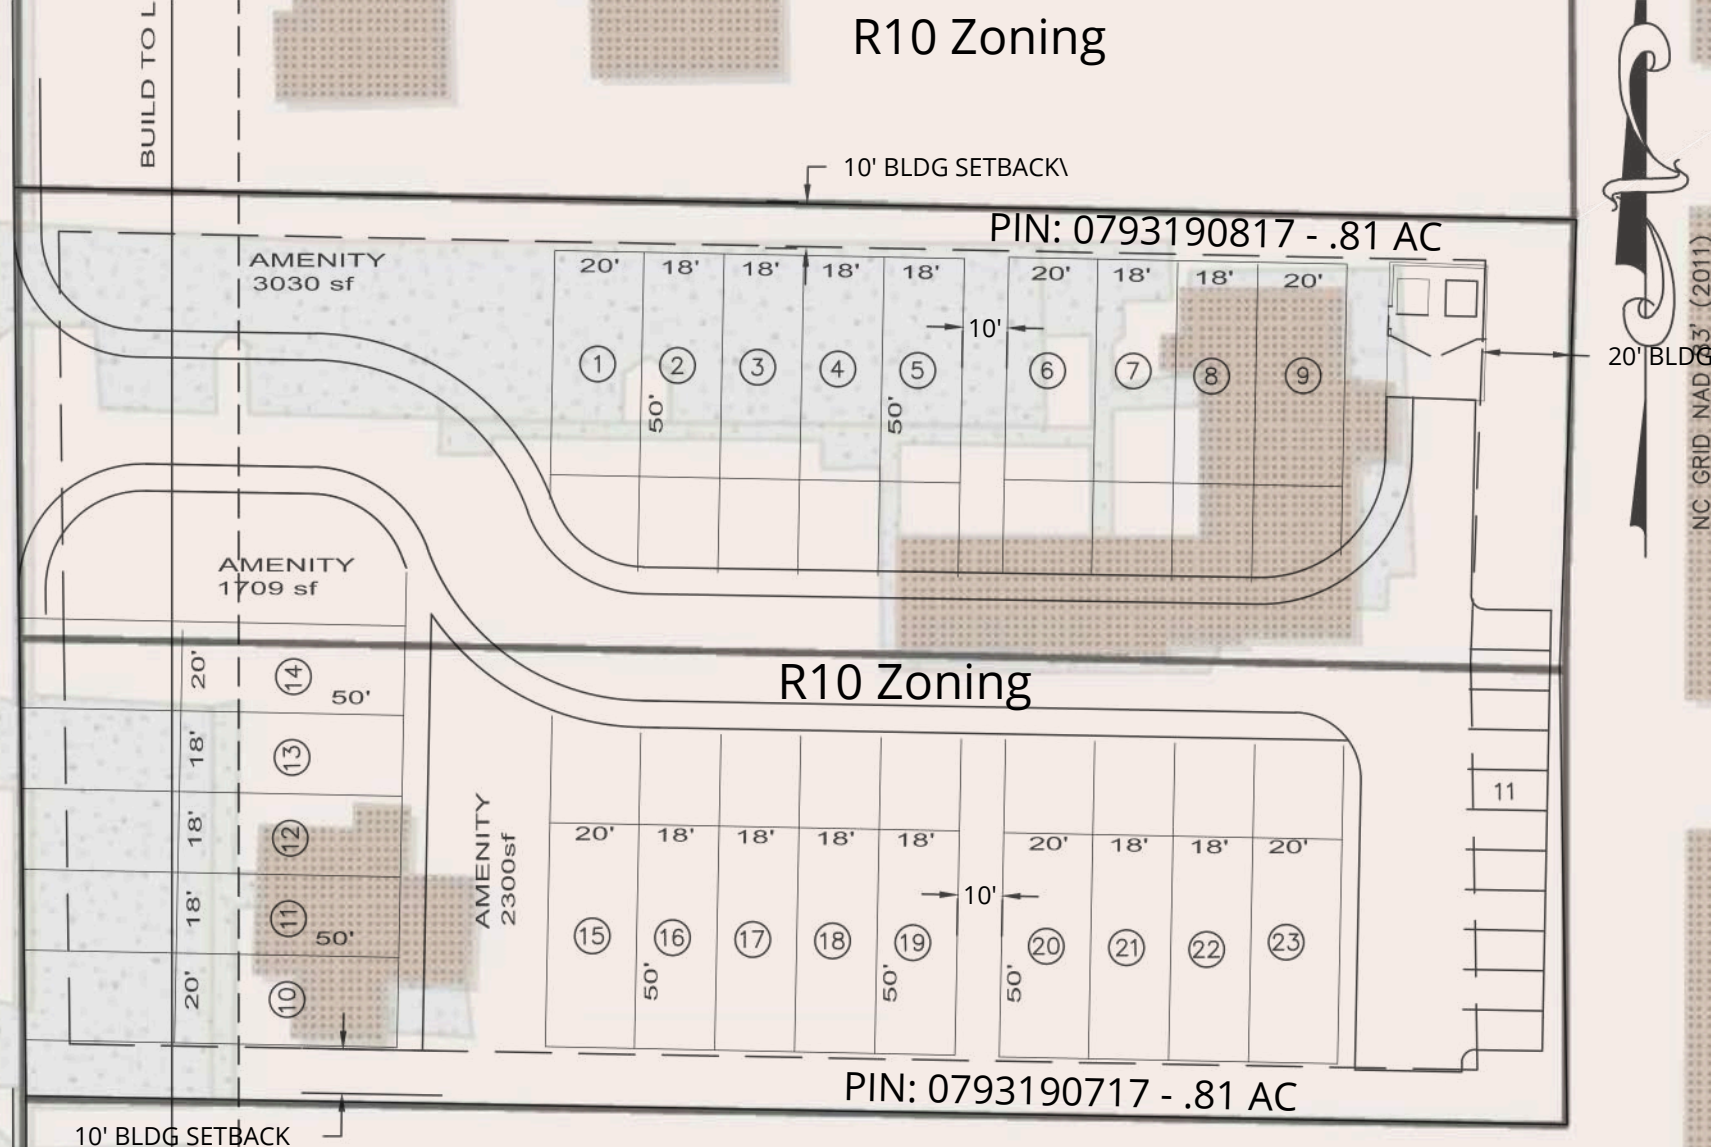 R10 Zoning
BUILD TO L
10' BLDG SETBACK\
PIN: 0793190817 - .81 AC
AMENITY
3030 sf
20' 18' 18' 18' 18' 20' 18' 18' 20'
10'
1 2 3 4 5 6 7 8 9
50' 50'
20' BLDG
NC GRID NAD 83' (2011)
AMENITY
1709 sf
R10 Zoning
20' 14 50'
18' 13
18' 12
18' 11 50'
20' 10
AMENITY
2300sf
11
20' 18' 18' 18' 18' 20' 18' 18' 20'
10'
15 16 17 18 19 20 21 22 23
50' 50' 50'
PIN: 0793190717 - .81 AC
10' BLDG SETBACK